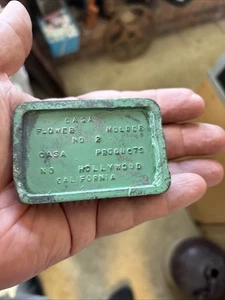 CASA
FLOWER HOLDER
NO 2
CASA PRODUCTS
NO HOLLYWOOD
CALIFORNIA